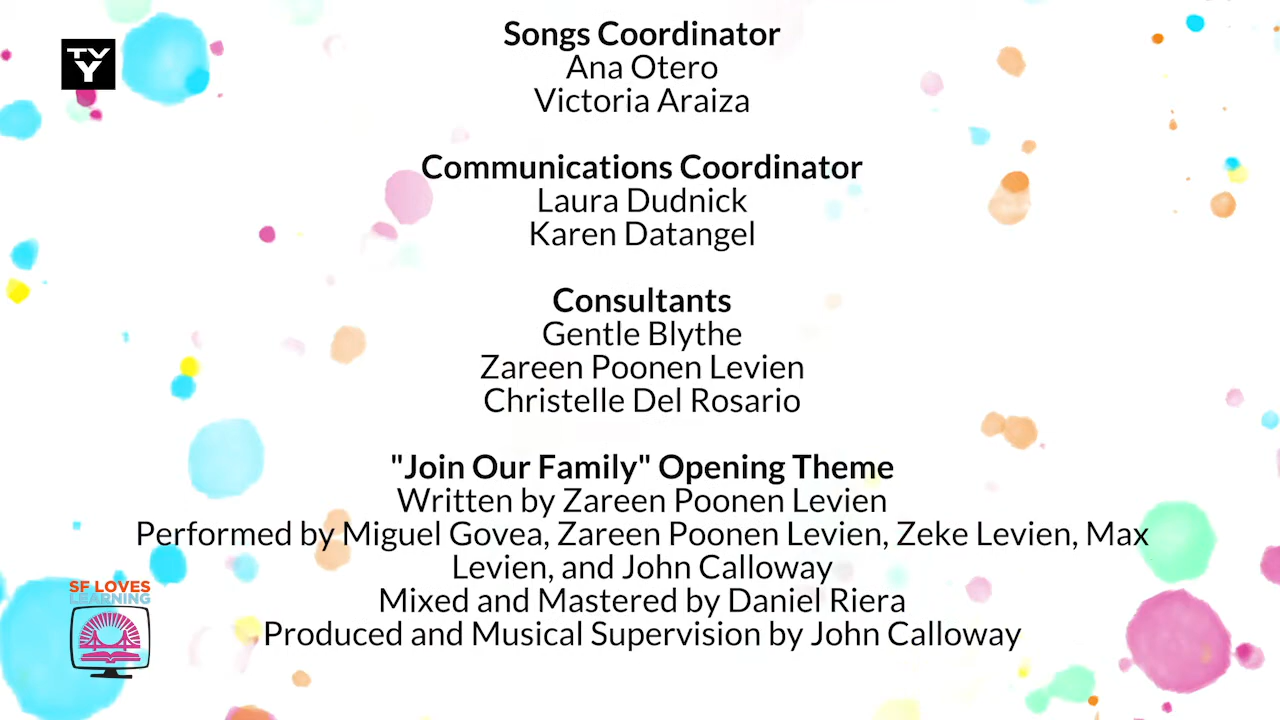 TV
Y
Songs Coordinator
Ana Otero
Victoria Araiza
Communications Coordinator
Laura Dudnick
Karen Datangel
Consultants
Gentle Blythe
Zareen Poonen Levien
Christelle Del Rosario
"Join Our Family" Opening Theme
Written by Zareen Poonen Levien
Performed by Miguel Govea, Zareen Poonen Levien, Zeke Levien, Max
Levien, and John Calloway
Mixed and Mastered by Daniel Riera
Produced and Musical Supervision by John Calloway
SF LOVES
LEARNING